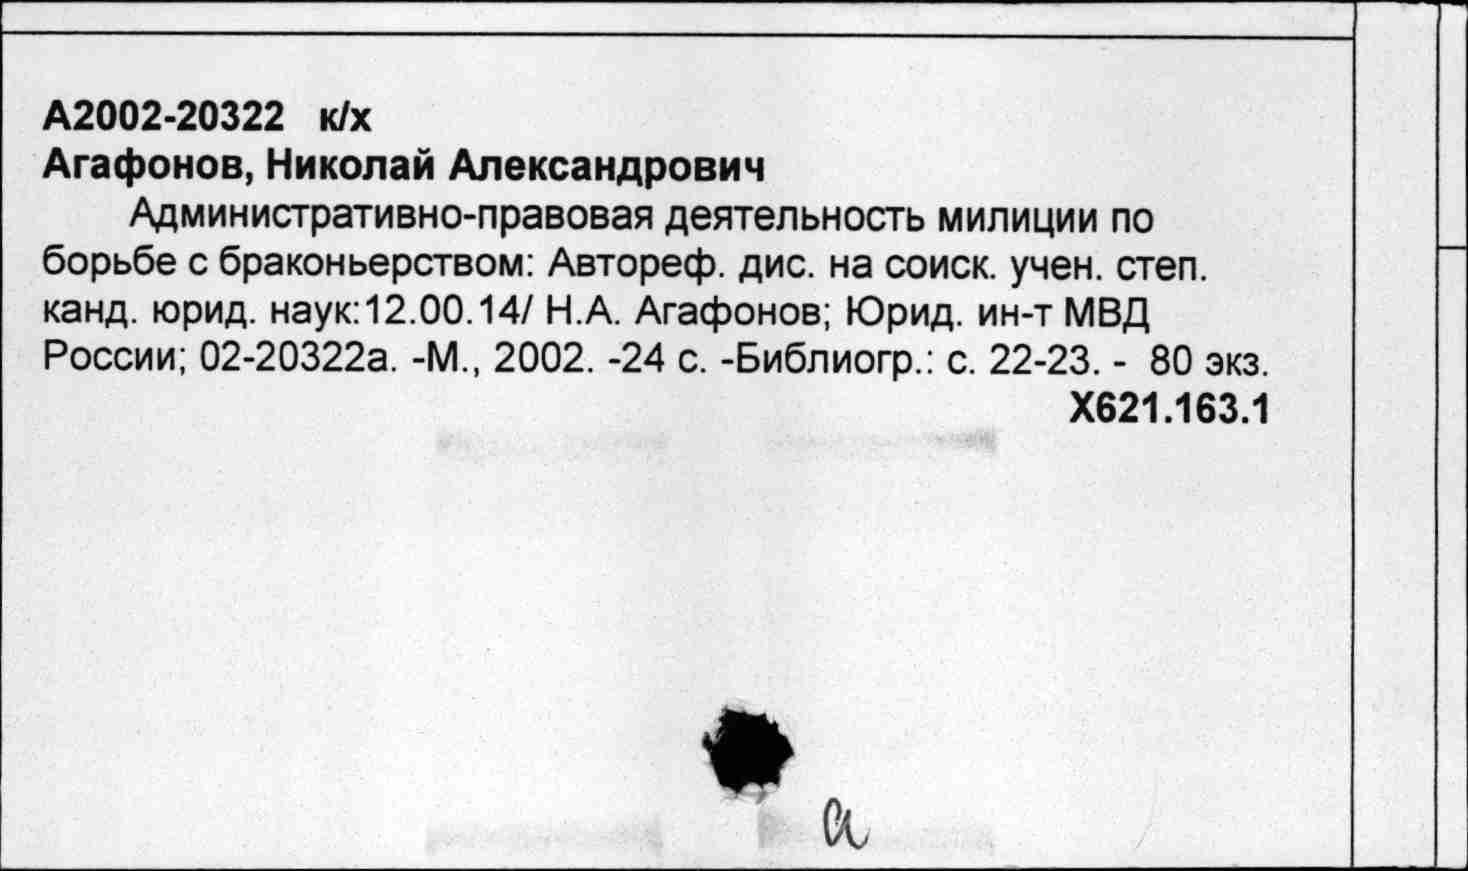 А2002-20322 к/х
Агафонов, Николай Александрович
Административно-правовая деятельность милиции по
борьбе с браконьерством: Автореф. дис. на соиск. учен. степ.
канд. юрид. наук:12.00.14/ Н.А. Агафонов; Юрид. ин-т МВД
России; 02-20322а. -М., 2002. -24 с. -Библиогр.: с. 22-23. - 80 экз.
Х621.163.1
а